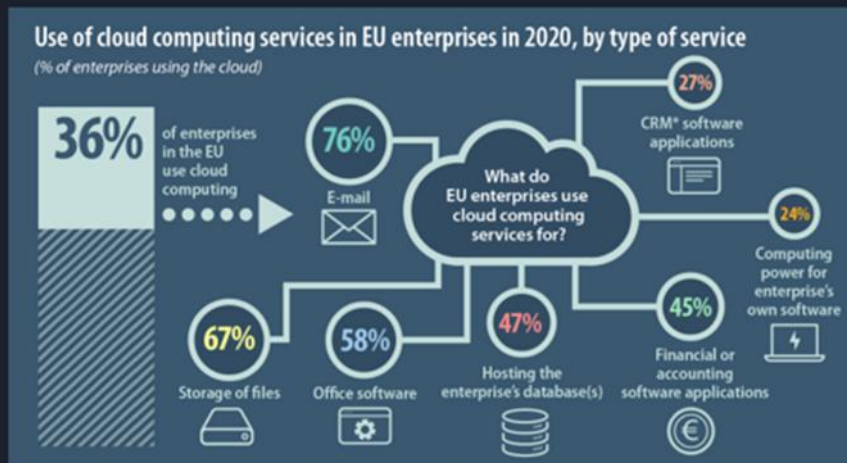 Use of cloud computing services in EU enterprises in 2020, by type of service
(% of enterprises using the cloud)
36%
of enterprises
in the EU
use cloud
computing
76%
E-mail
What do
EU enterprises use
cloud computing
services for?
27%
CRM* software
applications
24%
Computing
power for
enterprise's
own software
67%
Storage of files
58%
Office software
47%
Hosting the
enterprise's database(s)
45%
Financial or
accounting
software applications
€